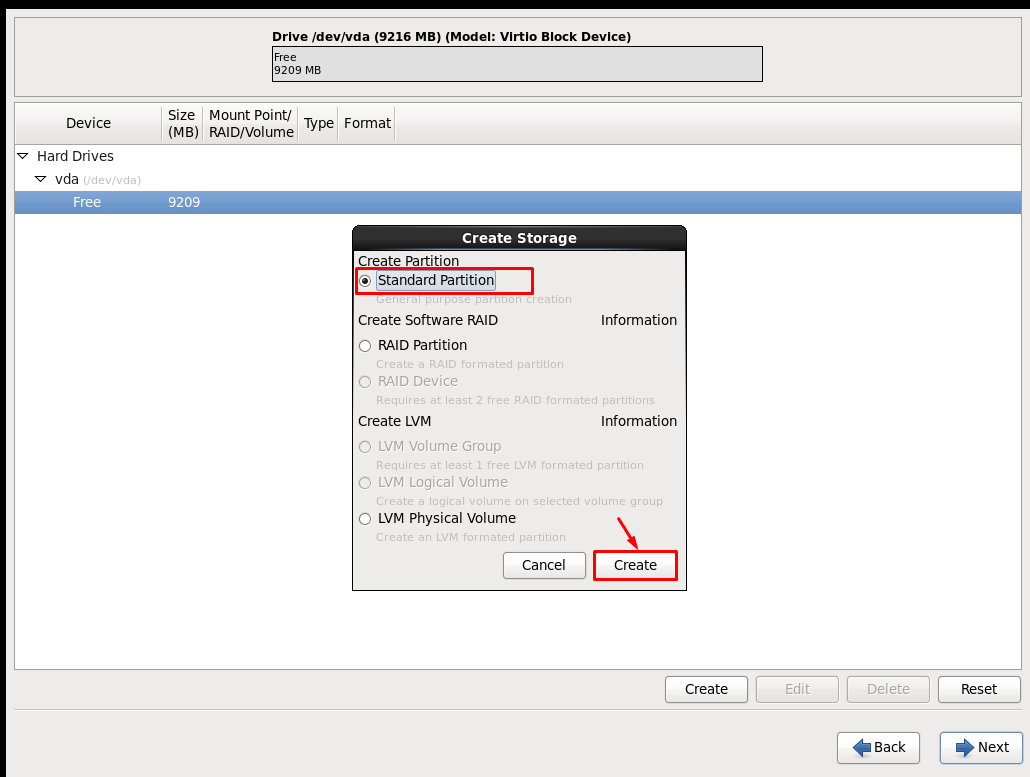 Drive /dev/vda (9216 MB) (Model: Virtio Block Device)
Free
9209 MB
Device
Size (MB)
Mount Point/ RAID/Volume
Type
Format
Hard Drives
vda (/dev/vda)
Free 9209
Create Storage
Create Partition
Standard Partition
General purpose partition creation
Create Software RAID Information
RAID Partition
Create a RAID formated partition
RAID Device
Requires at least 2 free RAID formated partitions
Create LVM Information
LVM Volume Group
Requires at least 1 free LVM formated partition
LVM Logical Volume
Create a logical volume on selected volume group
LVM Physical Volume
Create an LVM formated partition
Cancel Create
Create Edit Delete Reset
Back Next